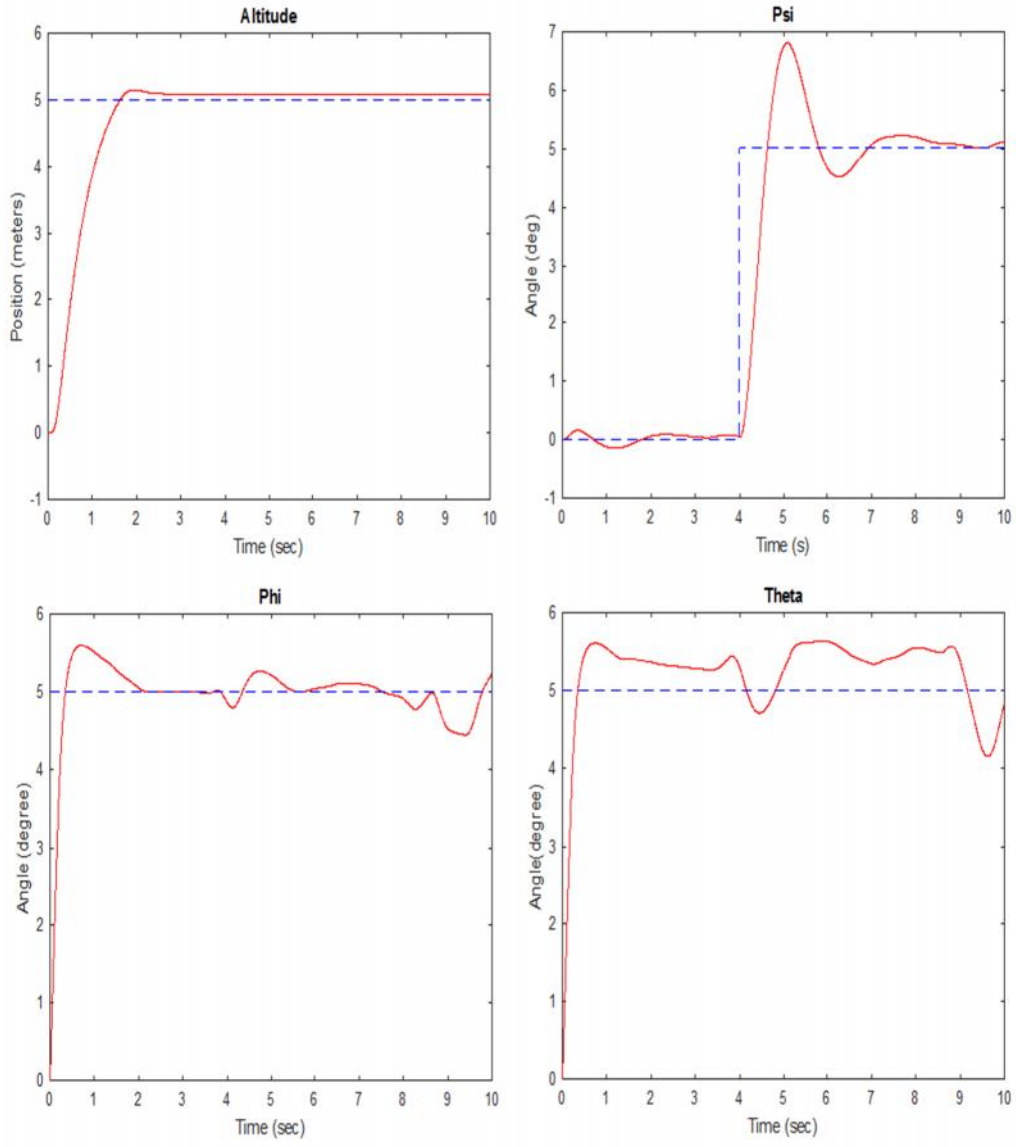 Altitude
6
5
4
3
2
1
0
-1
Position (meters)
0 1 2 3 4 5 6 7 8 9 10
Time (sec)
Psi
7
6
5
4
3
2
1
0
-1
Angle (deg)
0 1 2 3 4 5 6 7 8 9 10
Time (s)
Phi
6
5
4
3
2
1
0
Angle (degree)
0 1 2 3 4 5 6 7 8 9 10
Time (sec)
Theta
6
5
4
3
2
1
0
Angle(degree)
0 1 2 3 4 5 6 7 8 9 10
Time (sec)